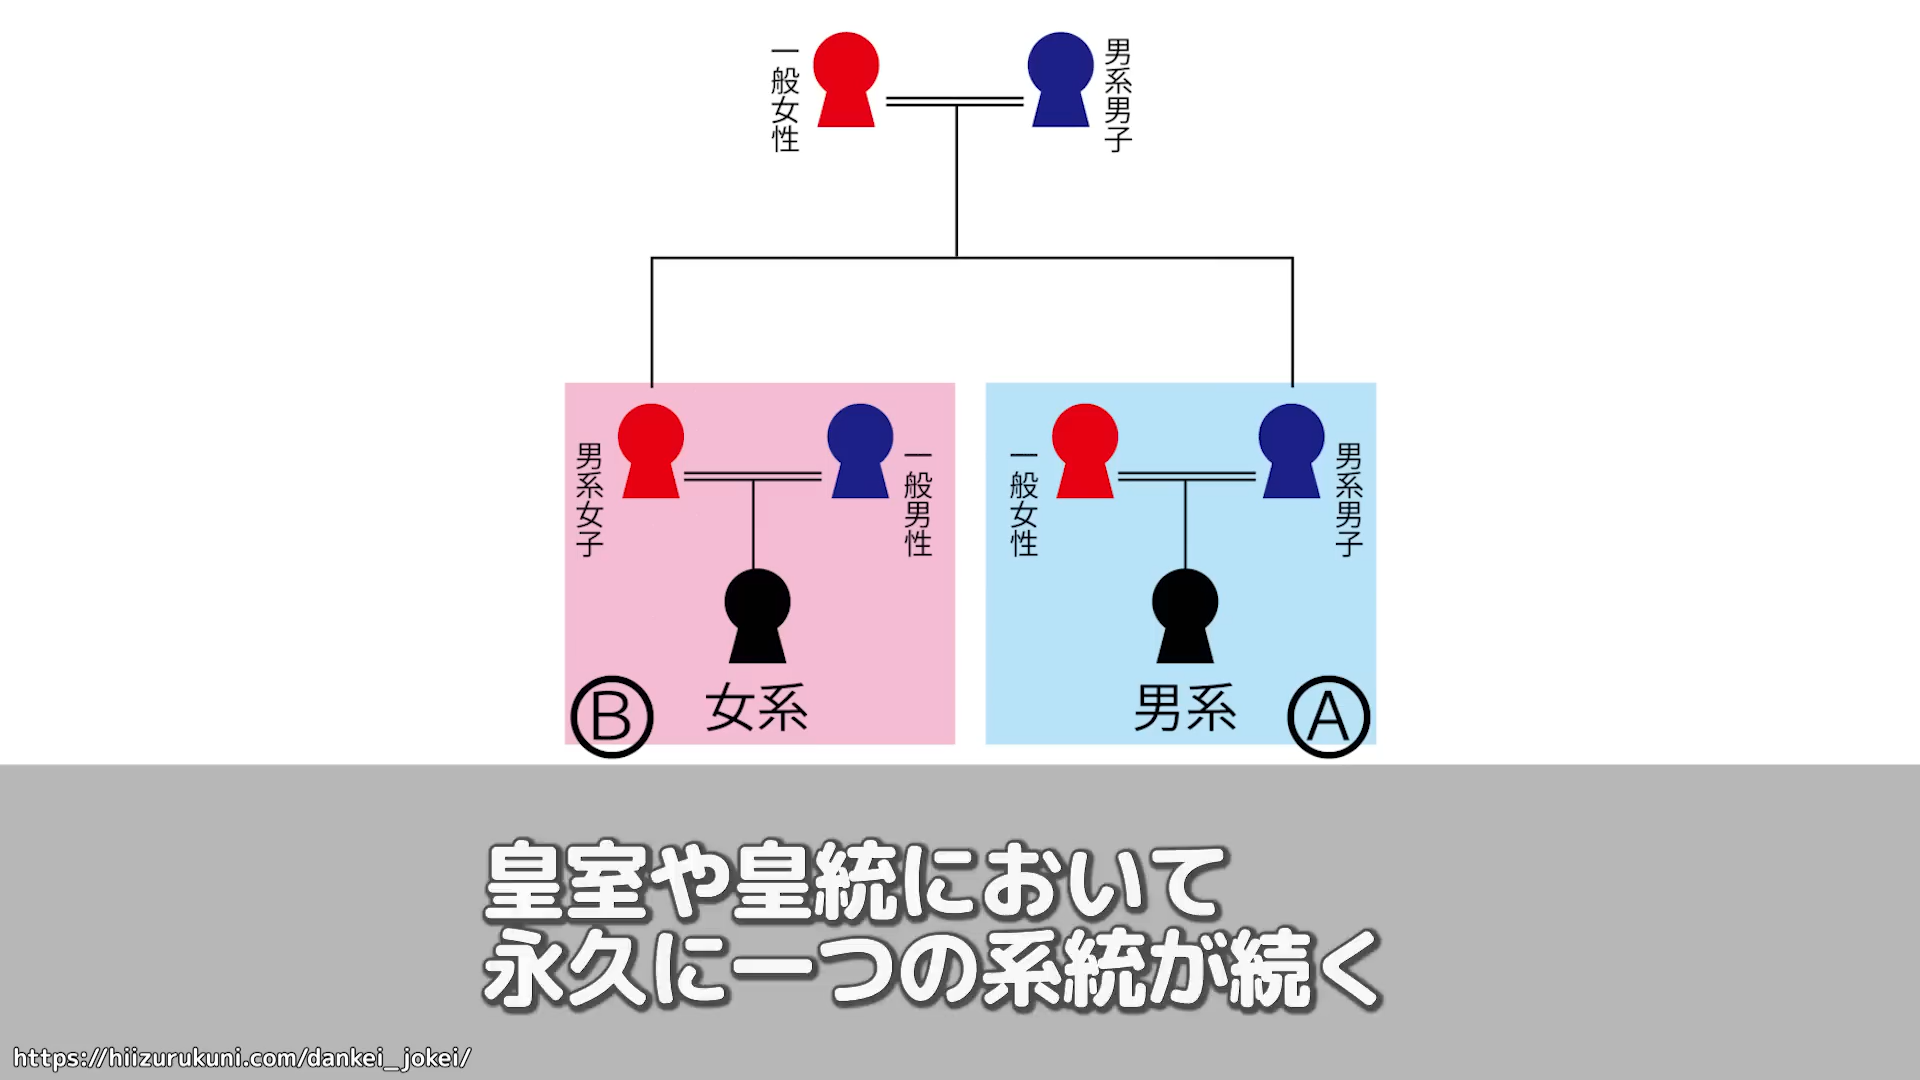 一般女性
男系男子
男系女子
一般男性
一般女性
男系男子
B
女系
男系
A
皇室や皇統において
永久に一つの系統が続く
https://hiizurukuni.com/dankei_jokei/